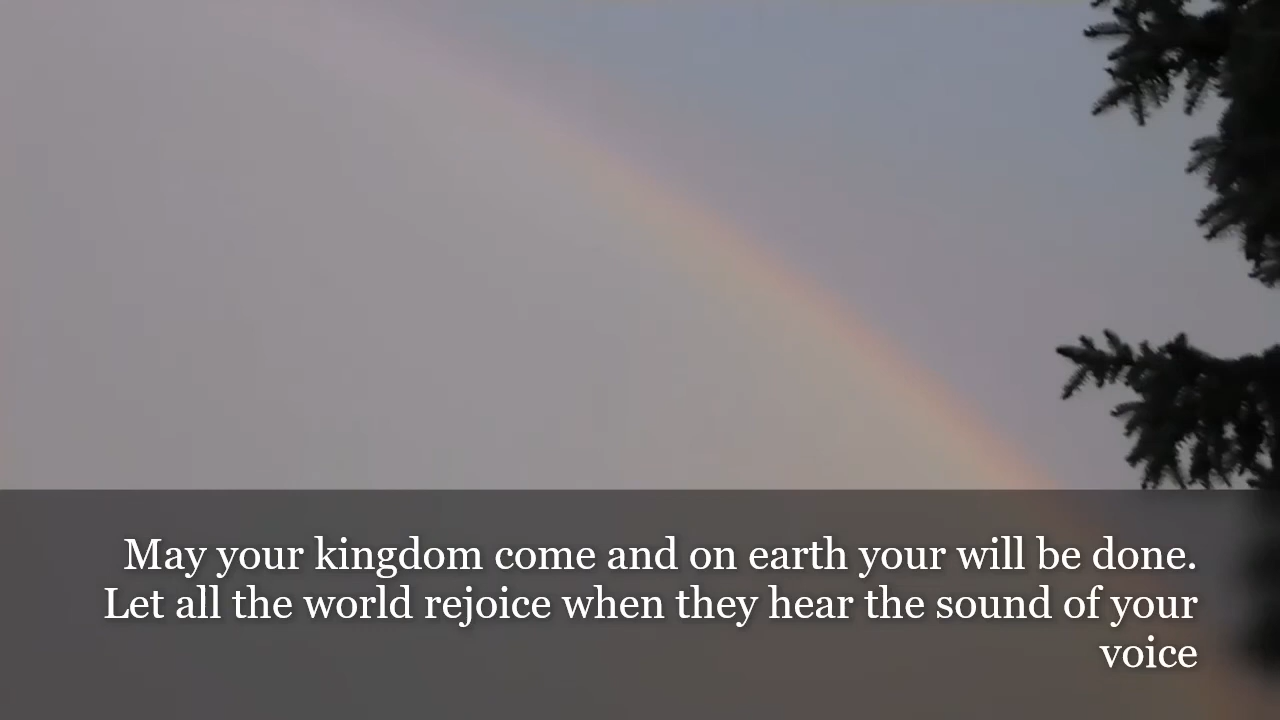 May your kingdom come and on earth your will be done.
Let all the world rejoice when they hear the sound of your
voice